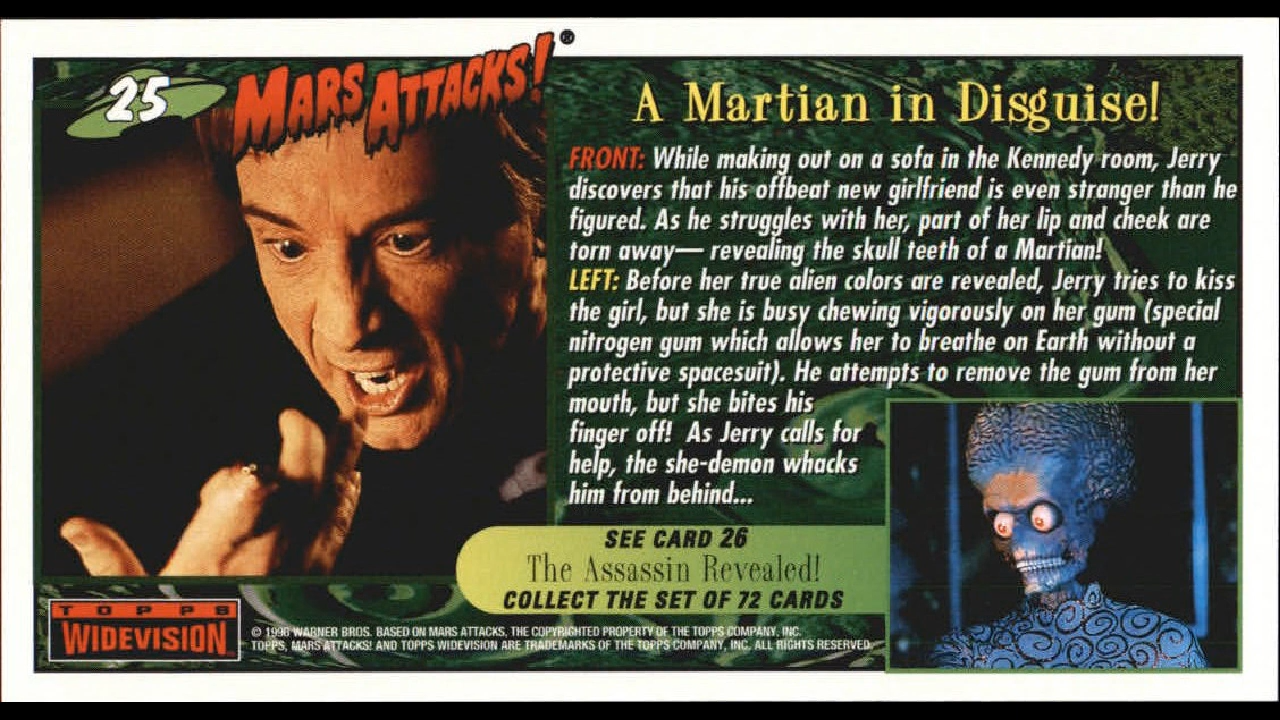 25
MARS ATTACKS!®
A Martian in Disguise!
FRONT: While making out on a sofa in the Kennedy room, Jerry
discovers that his offbeat new girlfriend is even stranger than he
figured. As he struggles with her, part of her lip and cheek are
torn away— revealing the skull teeth of a Martian!
LEFT: Before her true alien colors are revealed, Jerry tries to kiss
the girl, but she is busy chewing vigorously on her gum (special
nitrogen gum which allows her to breathe on Earth without a
protective spacesuit). He attempts to remove the gum from her
mouth, but she bites his
finger off! As Jerry calls for
help, the she-demon whacks
him from behind...
SEE CARD 26
The Assassin Revealed!
COLLECT THE SET OF 72 CARDS
TOPPS
WIDEVISION
© 1996 WARNER BROS. BASED ON MARS ATTACKS, THE COPYRIGHTED PROPERTY OF THE TOPPS COMPANY, INC.
TOPPS, MARS ATTACKS! AND TOPPS WIDEVISION ARE TRADEMARKS OF THE TOPPS COMPANY, INC. ALL RIGHTS RESERVED.